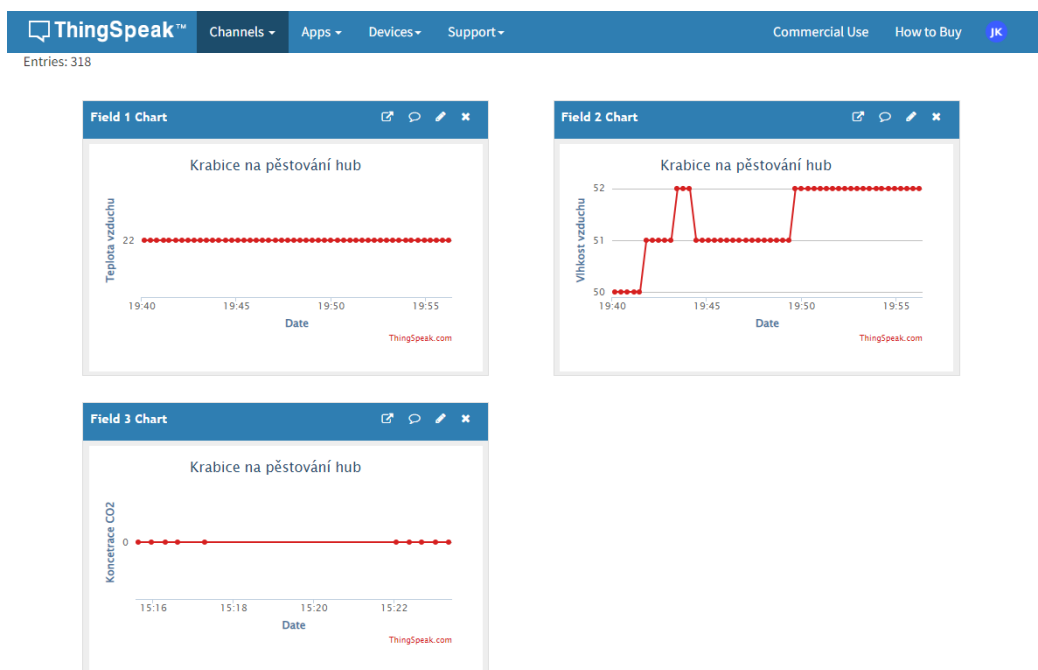 ThingSpeak™ Channels Apps Devices Support Commercial Use How to Buy JK
Entries: 318
Field 1 Chart
Krabice na pěstování hub
Teplota vzduchu
22
19:40 19:45 19:50 19:55
Date
ThingSpeak.com
Field 2 Chart
Krabice na pěstování hub
Vlhkost vzduchu
52
51
50
19:40 19:45 19:50 19:55
Date
ThingSpeak.com
Field 3 Chart
Krabice na pěstování hub
Koncetrace CO2
0
15:16 15:18 15:20 15:22
Date
ThingSpeak.com